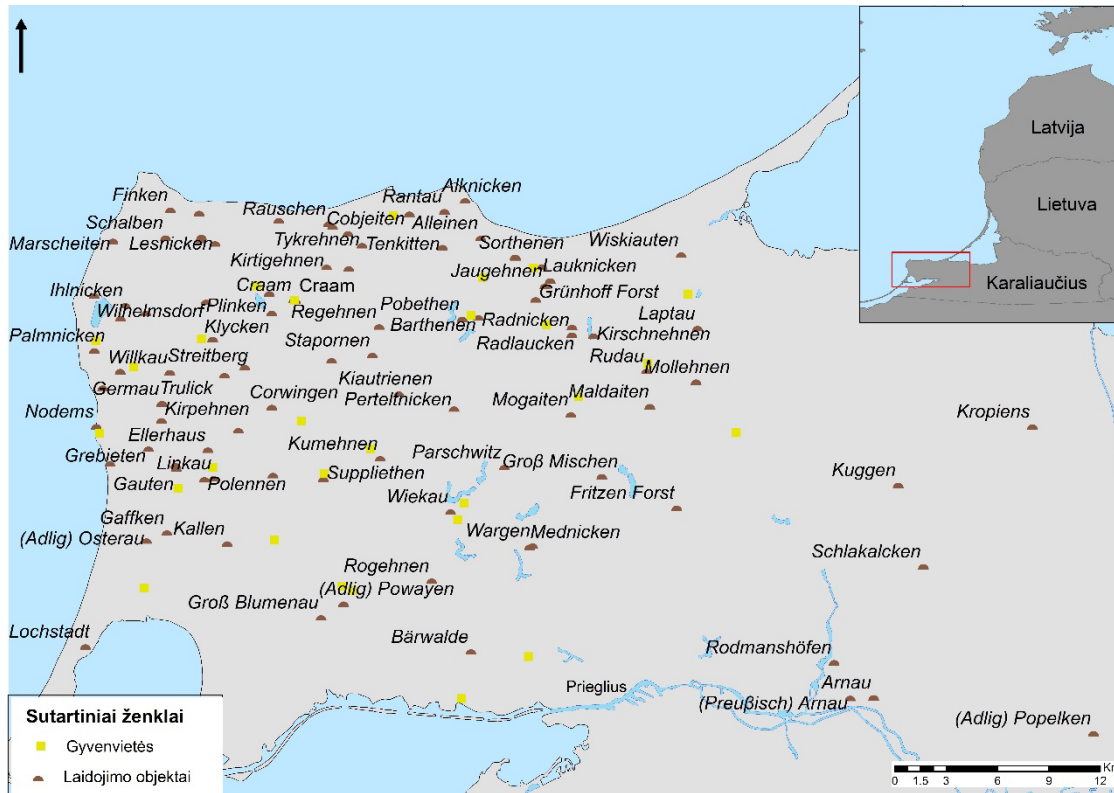 Latvija
Lietuva
Karaliaučius
Finken
Rantau
Alknicken
Schalben
Rauschen
Cobjeiten
Alleinen
Marscheiten
Lesnicken
Tykrehnen
Tenkitten
Sorthenen
Wiskiauten
Kirtigehnen
Jaugehnen
Lauknicken
Ihlnicken
Craam
Craam
Grünhoff Forst
Wilhelmsdorf
Plinken
Regehnen
Pobethen
Radnicken
Laptau
Klycken
Barthenen
Kirschnehnen
Palmnicken
Stapornen
Radlaucken
Willkau
Streitberg
Rudau
Mollehnen
Germau
Trulick
Corwingen
Kiautrienen
Maldaiten
Perteltnicken
Mogaiten
Nodems
Kirpehnen
Kropiens
Ellerhaus
Kumehnen
Parschwitz
Grebieten
Linkau
Suppliethen
Groß Mischen
Kuggen
Gauten
Polennen
Wiekau
Fritzen Forst
Gaffken
Kallen
Wargen
Mednicken
(Adlig) Osterau
Schlakalcken
Rogehnen
(Adlig) Powayen
Groß Blumenau
Lochstadt
Bärwalde
Rodmanshöfen
Prieglius
Arnau
(Preußisch) Arnau
(Adlig) Popelken
Sutartiniai ženklai
Gyvenvietės
Laidojimo objektai
Km
0 1.5 3 6 9 12